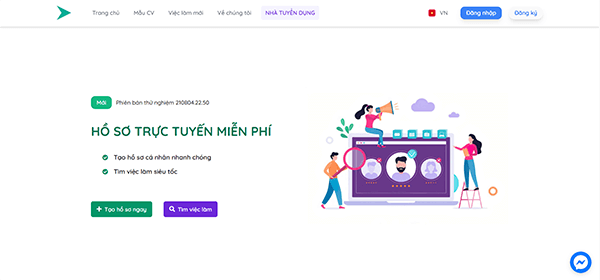 Trang chủ Mẫu CV Việc làm mới Về chúng tôi NHÀ TUYỂN DỤNG VN Đăng nhập Đăng ký
Mới Phiên bản thử nghiệm 210804.22.50
HỒ SƠ TRỰC TUYẾN MIỄN PHÍ
Tạo hồ sơ cá nhân nhanh chóng
Tìm việc làm siêu tốc
Tạo hồ sơ ngay Tìm việc làm